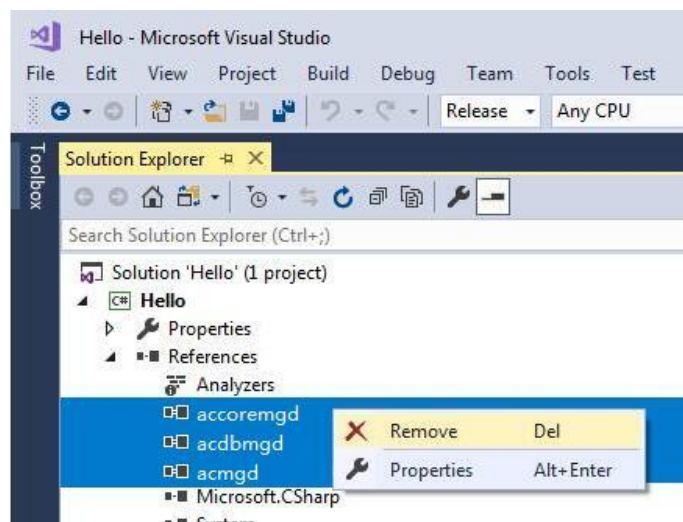 Hello - Microsoft Visual Studio
File Edit View Project Build Debug Team Tools Test
Release Any CPU
Toolbox
Solution Explorer
Search Solution Explorer (Ctrl+;)
Solution 'Hello' (1 project)
C# Hello
Properties
References
Analyzers
accoremgd
acdbmgd
acmgd
Remove Del
Properties Alt+Enter
Microsoft.CSharp